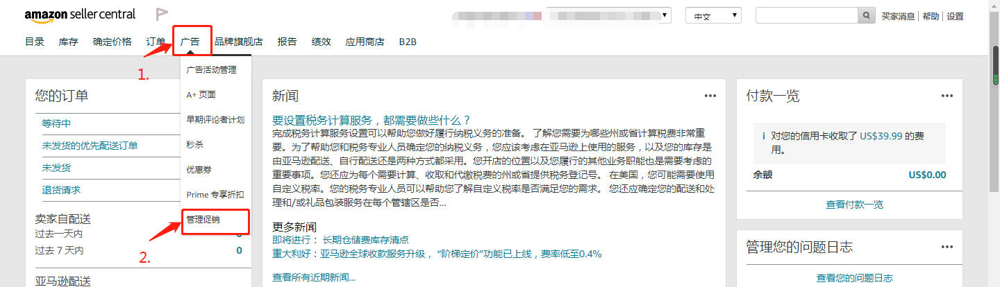 amazon seller central
中文
买家消息 | 帮助 | 设置
目录 库存 确定价格 订单 广告 品牌旗舰店 报告 绩效 应用商店 B2B
1.
广告活动管理
A+ 页面
早期评论者计划
秒杀
优惠券
Prime 专享折扣
管理促销
2.
您的订单
等待中
未发货的优先配送订单
未发货
退货请求
卖家自配送
过去一天内
过去 7 天内 0
亚马逊配送
新闻
要设置税务计算服务，都需要做些什么？
完成税务计算服务设置可以帮助您做好履行纳税义务的准备。 了解您需要为哪些州或省计算税费非常重
要。为了帮助您和税务专业人员确定您的纳税义务，您应该考虑在亚马逊上使用的服务，以及您的库存是
由亚马逊配送、自行配送还是两种方式都采用。您开店的位置以及您履行的其他业务职能也是需要考虑的
重要事项。您还应为每个需要计算、收取和代缴税费的州或省提供税务登记号。 在美国，您可能需要使用
自定义税率。您的税务专业人员可以帮助您了解自定义税率是否满足您的需求。 您还应确定您的配送和处
理和/或礼品包装服务在每个管辖区是否...
更多新闻
即将进行： 长期仓储费库存清点
重大利好：亚马逊全球收款服务升级， “阶梯定价”功能已上线，费率低至0.4%
查看所有近期新闻...
付款一览
i 对您的信用卡收取了 US$39.99 的费
用。
余额 US$0.00
查看付款一览
管理您的问题日志
查看您的问题日志